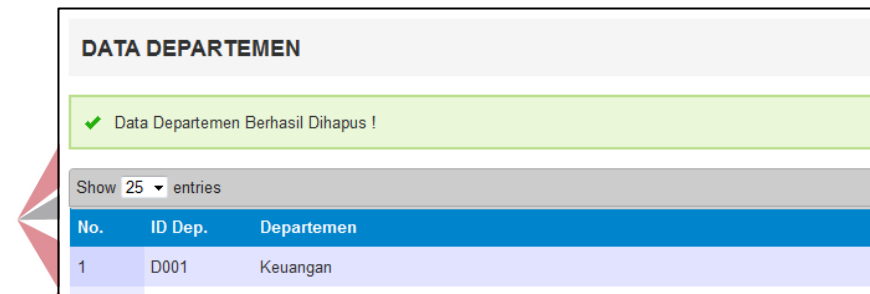 DATA DEPARTEMEN
Data Departemen Berhasil Dihapus !
Show 25 entries
No. ID Dep. Departemen
1 D001 Keuangan